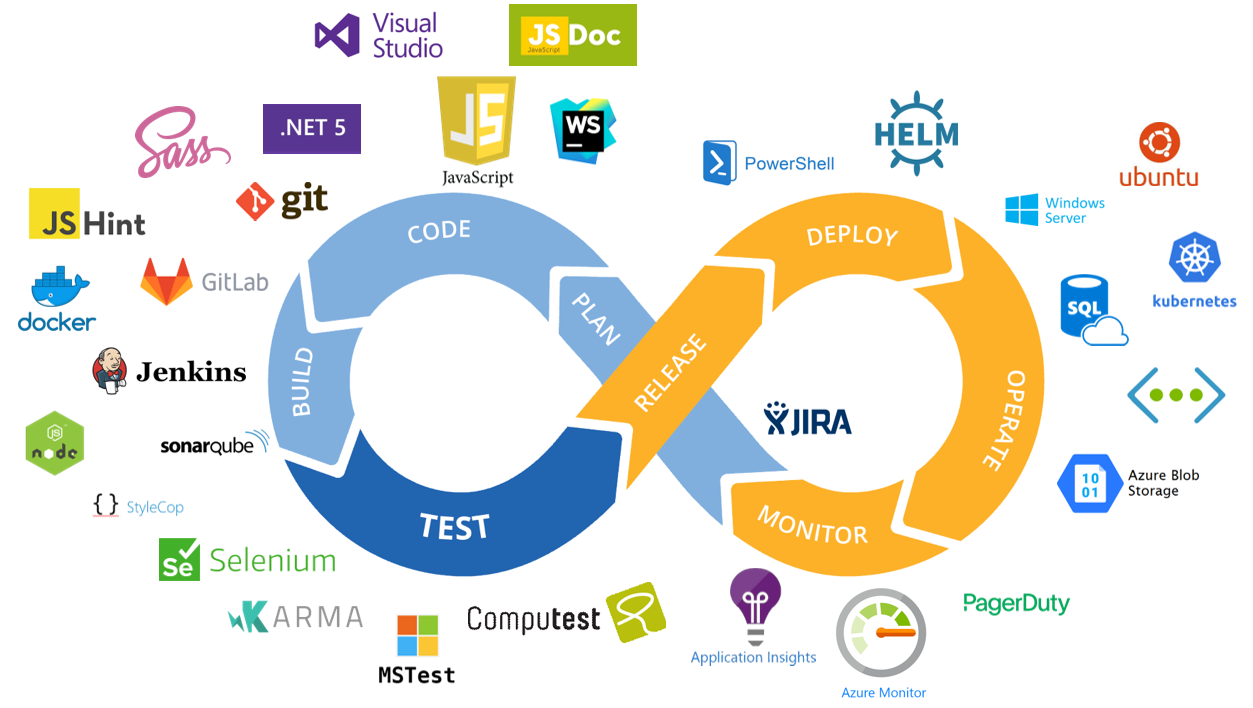 Visual
Studio
JS Doc
JavaScript
Sass
.NET 5
JS
JavaScript
WS
PowerShell
HELM
ubuntu
git
JS Hint
Windows
Server
CODE
DEPLOY
docker
GitLab
PLAN
SQL
kubernetes
BUILD
RELEASE
OPERATE
Jenkins
JS
node
sonarqube
JIRA
StyleCop
TEST
MONITOR
10
01
Azure Blob
Storage
Se Selenium
KARMA
MSTest
Computest
Application Insights
Azure Monitor
PagerDuty